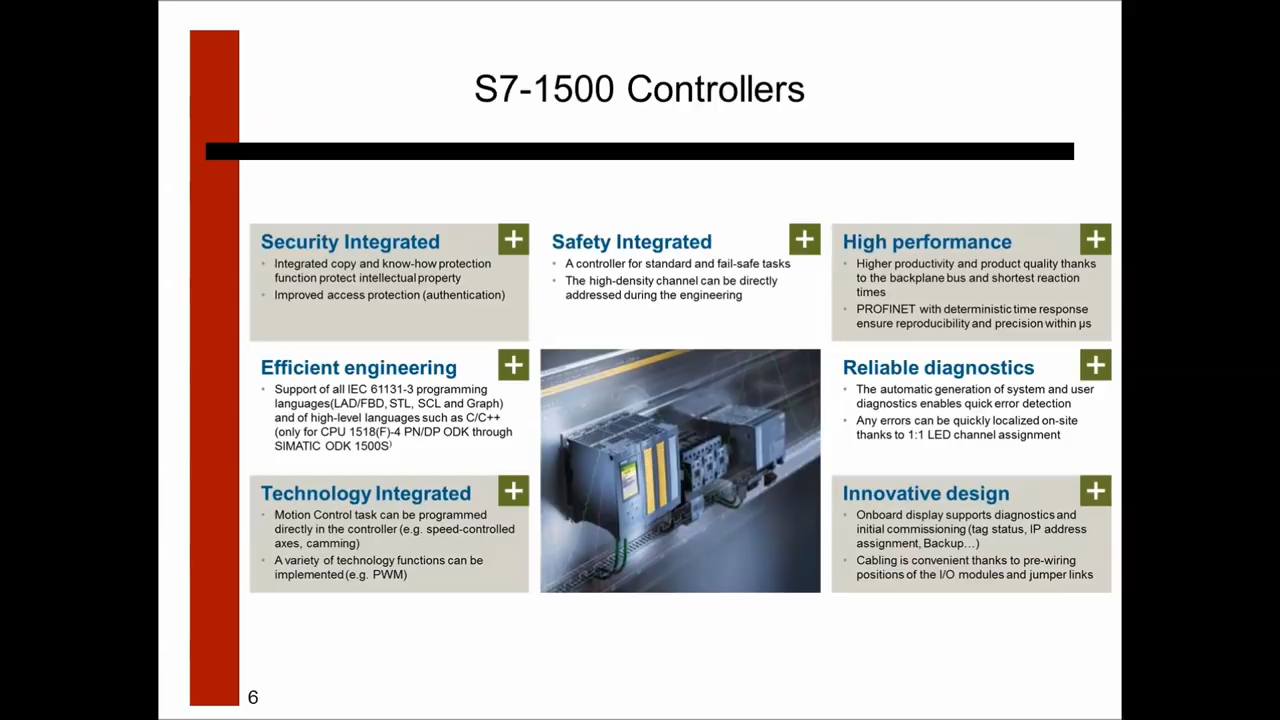 S7-1500 Controllers
Security Integrated
Integrated copy and know-how protection
function protect intellectual property
Improved access protection (authentication)
Safety Integrated
A controller for standard and fail-safe tasks
The high-density channel can be directly
addressed during the engineering
High performance
Higher productivity and product quality thanks
to the backplane bus and shortest reaction
times
PROFINET with deterministic time response
ensure reproducibility and precision within µs
Efficient engineering
Support of all IEC 61131-3 programming
languages(LAD/FBD, STL, SCL and Graph)
and of high-level languages such as C/C++
(only for CPU 1518(F)-4 PN/DP ODK through
SIMATIC ODK 1500S)
Reliable diagnostics
The automatic generation of system and user
diagnostics enables quick error detection
Any errors can be quickly localized on-site
thanks to 1:1 LED channel assignment
Technology Integrated
Motion Control task can be programmed
directly in the controller (e.g. speed-controlled
axes, camming)
A variety of technology functions can be
implemented (e.g. PWM)
Innovative design
Onboard display supports diagnostics and
initial commissioning (tag status, IP address
assignment, Backup…)
Cabling is convenient thanks to pre-wiring
positions of the I/O modules and jumper links
6